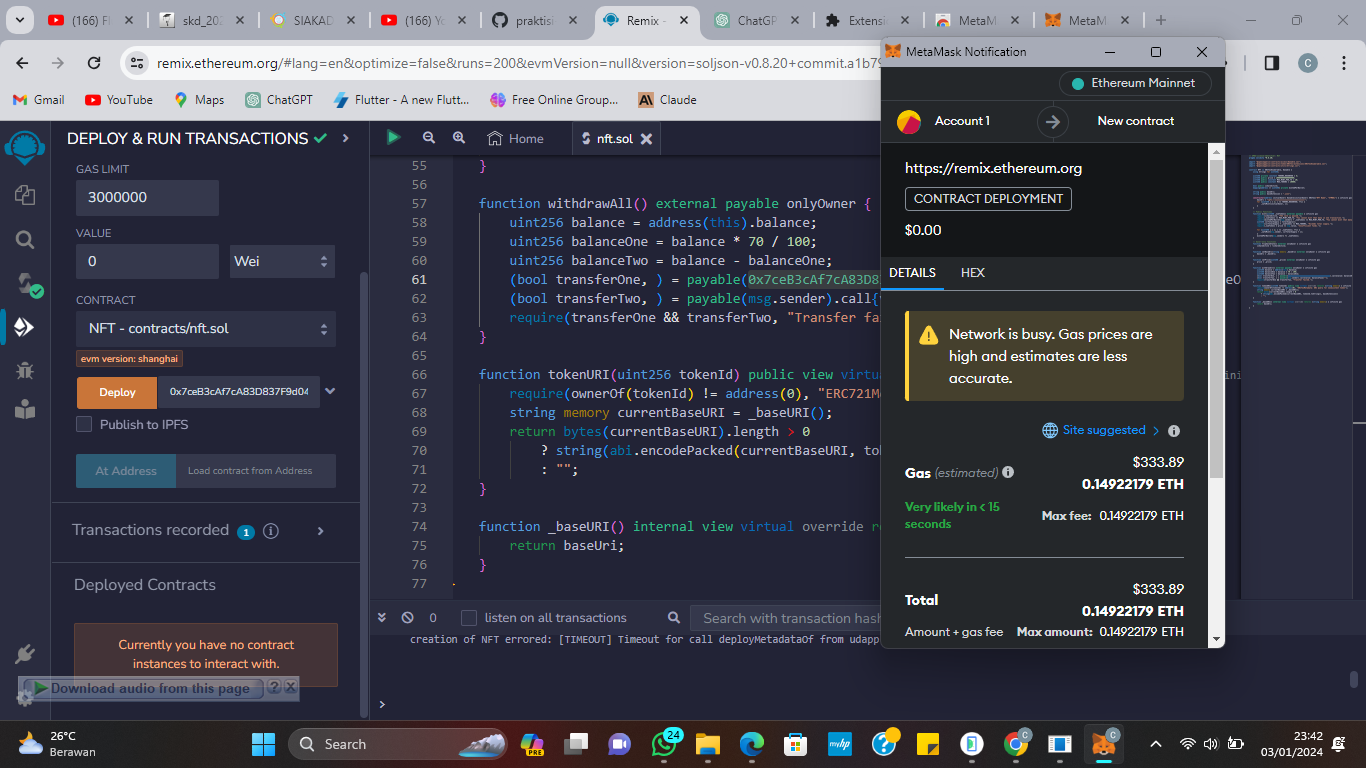 (166) Fl
skd_202
SIAKAD
(166) Yo
praktisi
Remix -
ChatGP
Extensi
MetaM
MetaM
remix.ethereum.org/#lang=en&optimize=false&runs=200&evmVersion=null&version=soljson-v0.8.20+commit.a1b79
Gmail
YouTube
Maps
ChatGPT
Flutter - A new Flutt...
Free Online Group...
Claude
DEPLOY & RUN TRANSACTIONS
GAS LIMIT
3000000
VALUE
0
Wei
CONTRACT
NFT - contracts/nft.sol
evm version: shanghai
Deploy
0x7ceB3cAf7cA83D837F9d04
Publish to IPFS
At Address
Load contract from Address
Transactions recorded 1 i
Deployed Contracts
Currently you have no contract
instances to interact with.
Download audio from this page ? X
Home
nft.sol
55 }
56
57 function withdrawAll() external payable onlyOwner {
58 uint256 balance = address(this).balance;
59 uint256 balanceOne = balance * 70 / 100;
60 uint256 balanceTwo = balance - balanceOne;
61 (bool transferOne, ) = payable(0x7ceB3cAf7cA83D8
62 (bool transferTwo, ) = payable(msg.sender).call{
63 require(transferOne && transferTwo, "Transfer fa
64 }
65
66 function tokenURI(uint256 tokenId) public view virtua
67 require(ownerOf(tokenId) != address(0), "ERC721M
68 string memory currentBaseURI = _baseURI();
69 return bytes(currentBaseURI).length > 0
70 ? string(abi.encodePacked(currentBaseURI, tok
71 : "";
72 }
73
74 function _baseURI() internal view virtual override re
75 return baseUri;
76 }
77
0
listen on all transactions
Search with transaction hash
creation of NFT errored: [TIMEOUT] Timeout for call deployMetadataOf from udapp
>
MetaMask Notification
Ethereum Mainnet
Account 1
New contract
https://remix.ethereum.org
CONTRACT DEPLOYMENT
$0.00
DETAILS
HEX
Network is busy. Gas prices are
high and estimates are less
accurate.
Site suggested >
$333.89
Gas (estimated)
0.14922179 ETH
Very likely in < 15
seconds
Max fee: 0.14922179 ETH
$333.89
Total
0.14922179 ETH
Amount + gas fee
Max amount: 0.14922179 ETH
26°C
Berawan
Search
PRE
24
23:42
03/01/2024